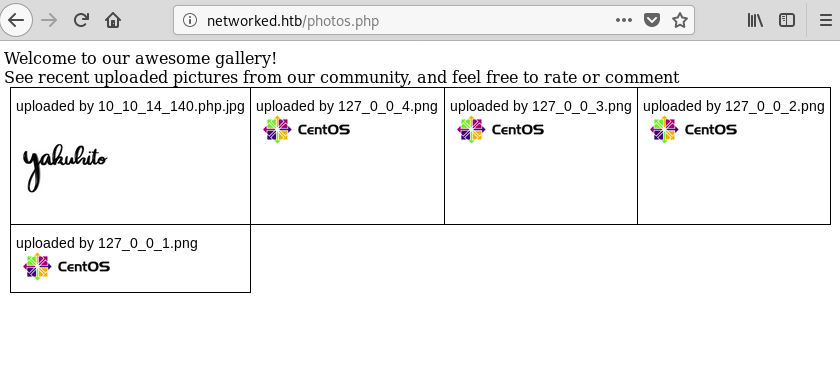 networked.htb/photos.php
Welcome to our awesome gallery!
See recent uploaded pictures from our community, and feel free to rate or comment
uploaded by 10_10_14_140.php.jpg
yakuhito
uploaded by 127_0_0_4.png
CentOS
uploaded by 127_0_0_3.png
CentOS
uploaded by 127_0_0_2.png
CentOS
uploaded by 127_0_0_1.png
CentOS